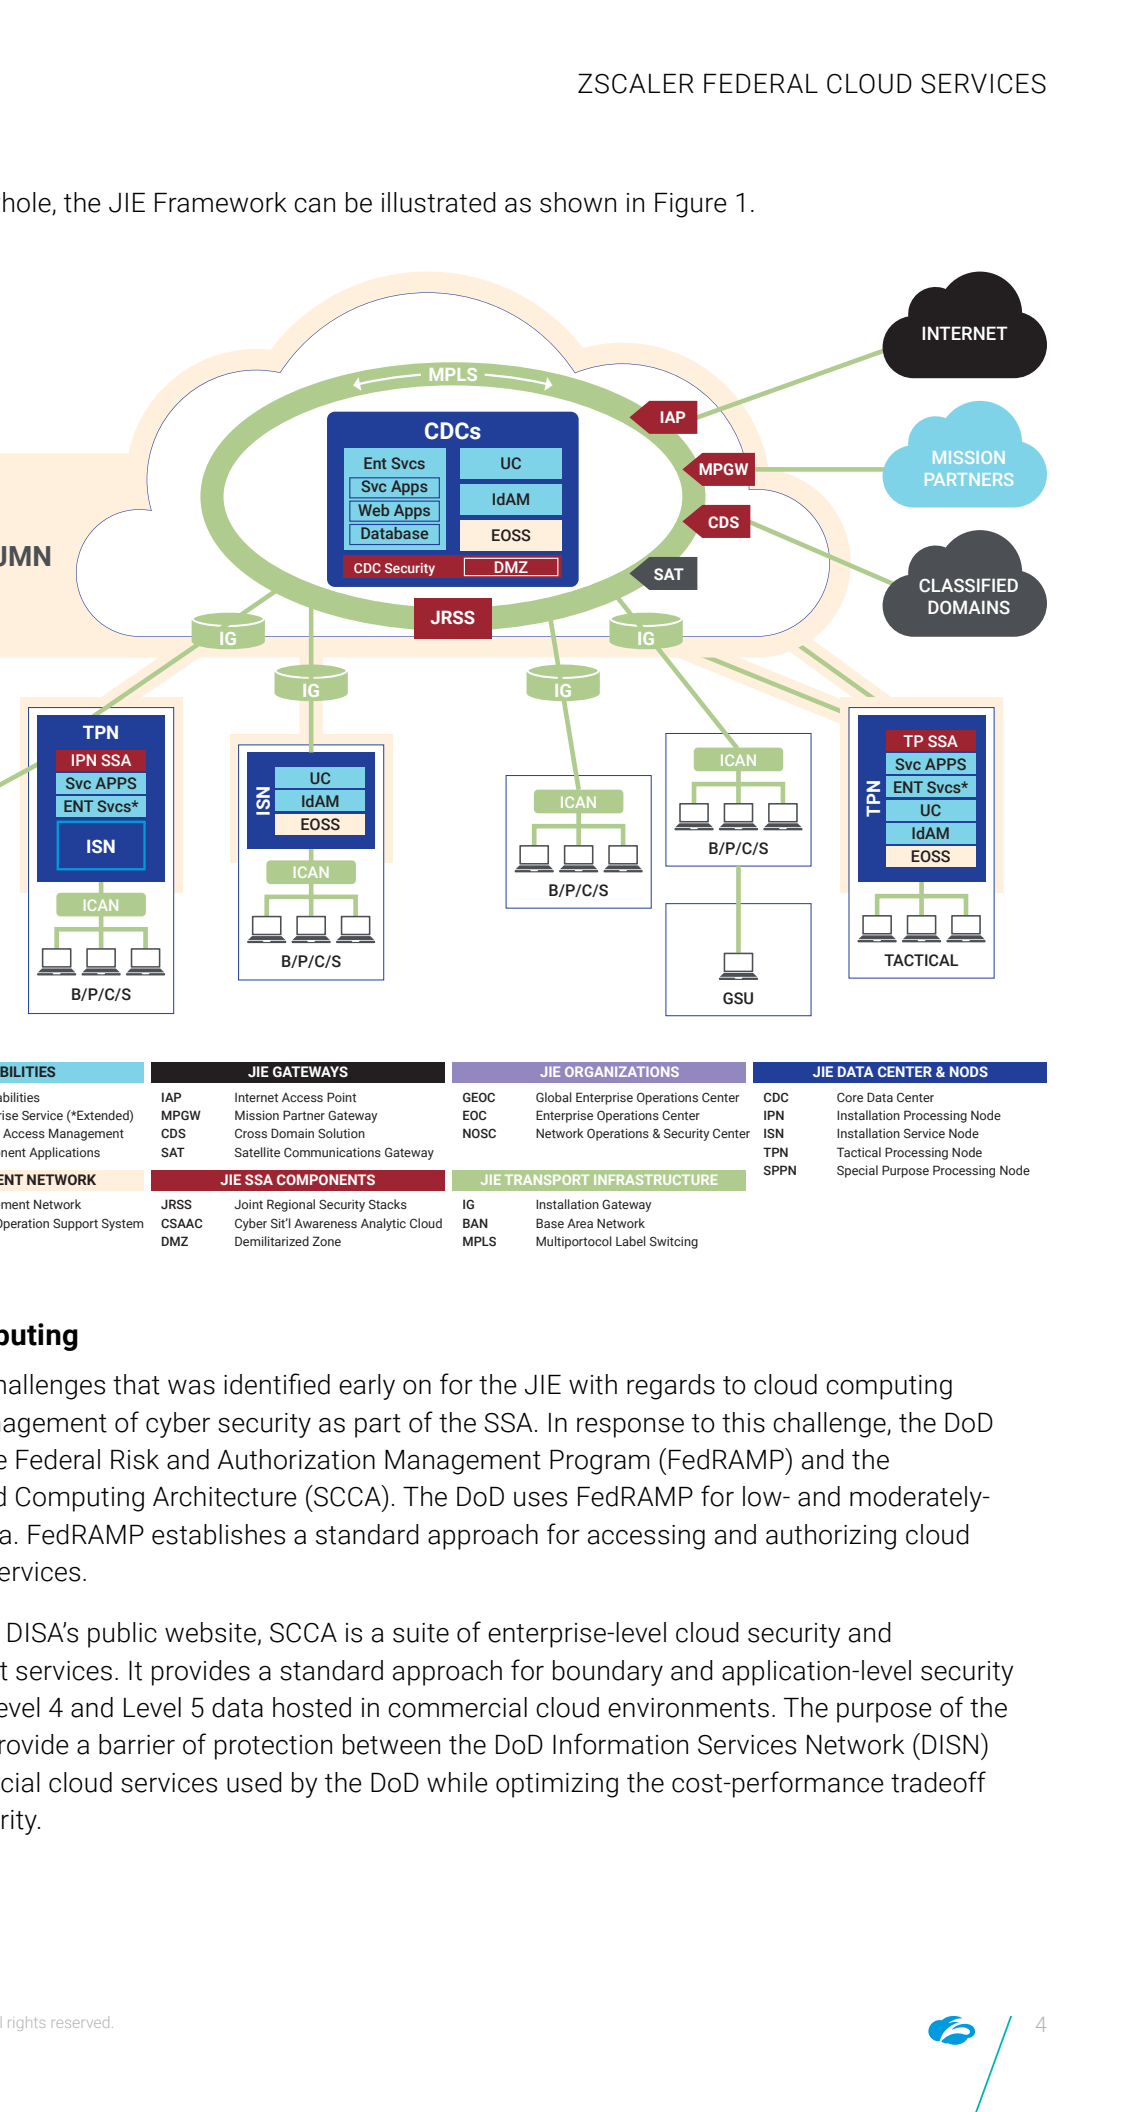 ZSCALER FEDERAL CLOUD SERVICES
hole, the JIE Framework can be illustrated as shown in Figure 1.
INTERNET
MPLS
IAP
CDCs
Ent Svcs
UC
MISSION
PARTNERS
MPGW
Svc Apps
IdAM
Web Apps
CDS
Database
EOSS
UMN
CDC Security
DMZ
SAT
CLASSIFIED
DOMAINS
JRSS
IG
IG
IG
IG
TPN
IPN SSA
Svc APPS
ENT Svcs*
ISN
ICAN
B/P/C/S
ISN
UC
IdAM
EOSS
ICAN
B/P/C/S
ICAN
B/P/C/S
ICAN
B/P/C/S
GSU
TPN
TP SSA
Svc APPS
ENT Svcs*
UC
IdAM
EOSS
TACTICAL
BILITIES
abilities
rise Service (*Extended)
Access Management
nent Applications
ENT NETWORK
ement Network
Operation Support System
JIE GATEWAYS
IAP Internet Access Point
MPGW Mission Partner Gateway
CDS Cross Domain Solution
SAT Satellite Communications Gateway
JIE SSA COMPONENTS
JRSS Joint Regional Security Stacks
CSAAC Cyber Sit'l Awareness Analytic Cloud
DMZ Demilitarized Zone
JIE ORGANIZATIONS
GEOC Global Enterprise Operations Center
EOC Enterprise Operations Center
NOSC Network Operations & Security Center
JIE TRANSPORT INFRASTRUCTURE
IG Installation Gateway
BAN Base Area Network
MPLS Multiportocol Label Switcing
JIE DATA CENTER & NODS
CDC Core Data Center
IPN Installation Processing Node
ISN Installation Service Node
TPN Tactical Processing Node
SPPN Special Purpose Processing Node
puting
hallenges that was identified early on for the JIE with regards to cloud computing
nagement of cyber security as part of the SSA. In response to this challenge, the DoD
e Federal Risk and Authorization Management Program (FedRAMP) and the
d Computing Architecture (SCCA). The DoD uses FedRAMP for low- and moderately-
a. FedRAMP establishes a standard approach for accessing and authorizing cloud
ervices.
DISA’s public website, SCCA is a suite of enterprise-level cloud security and
t services. It provides a standard approach for boundary and application-level security
evel 4 and Level 5 data hosted in commercial cloud environments. The purpose of the
rovide a barrier of protection between the DoD Information Services Network (DISN)
cial cloud services used by the DoD while optimizing the cost-performance tradeoff
rity.
l rights reserved.
4